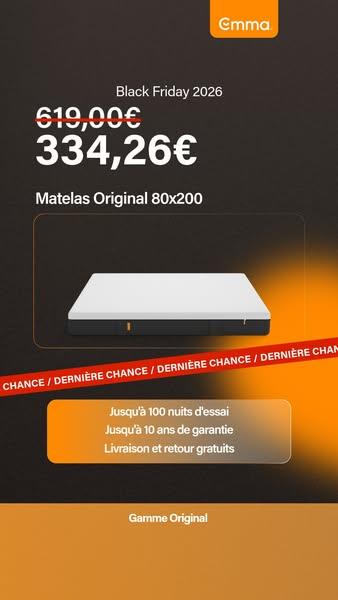 emma
Black Friday 2026
619,00€
334,26€
Matelas Original 80x200
CHANCE / DERNIÈRE CHANCE / DERNIÈRE CHANCE / DERNIÈRE CHAN
Jusqu'à 100 nuits d'essai
Jusqu'à 10 ans de garantie
Livraison et retour gratuits
Gamme Original